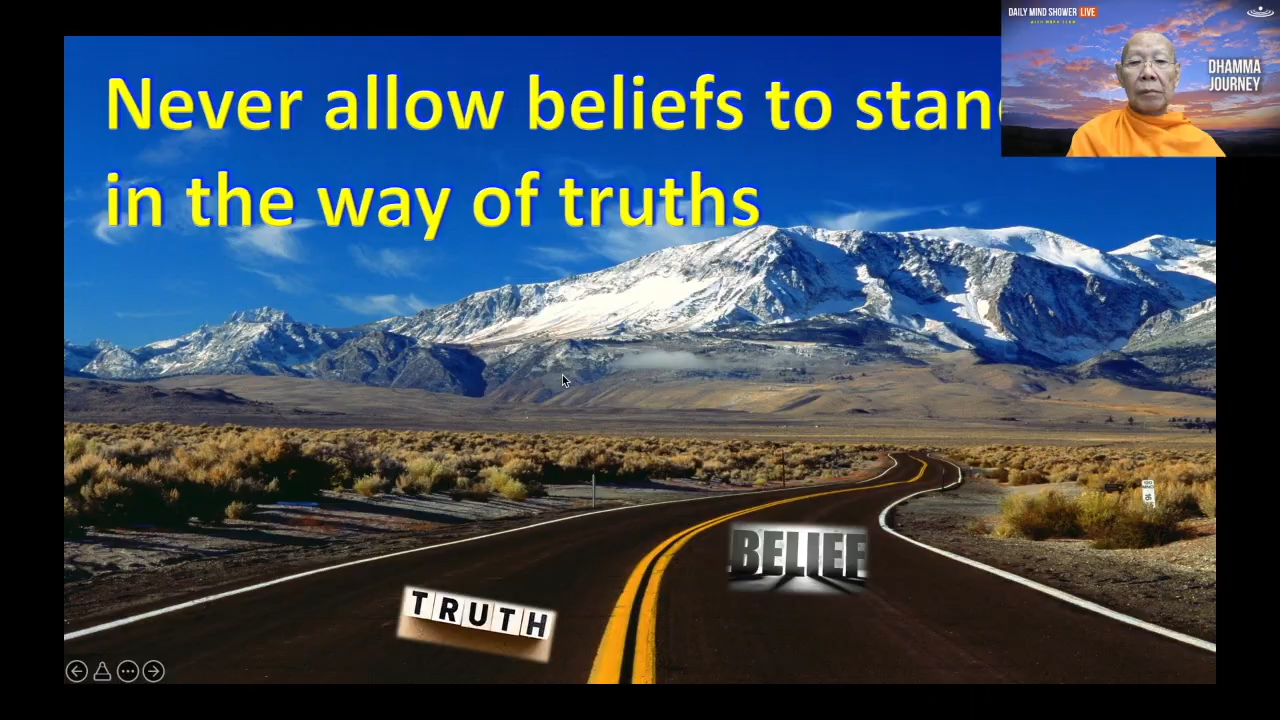 DAILY MIND SHOWER LIVE
DHAMMA
JOURNEY
Never allow beliefs to stan
in the way of truths
BELIEF
TRUTH